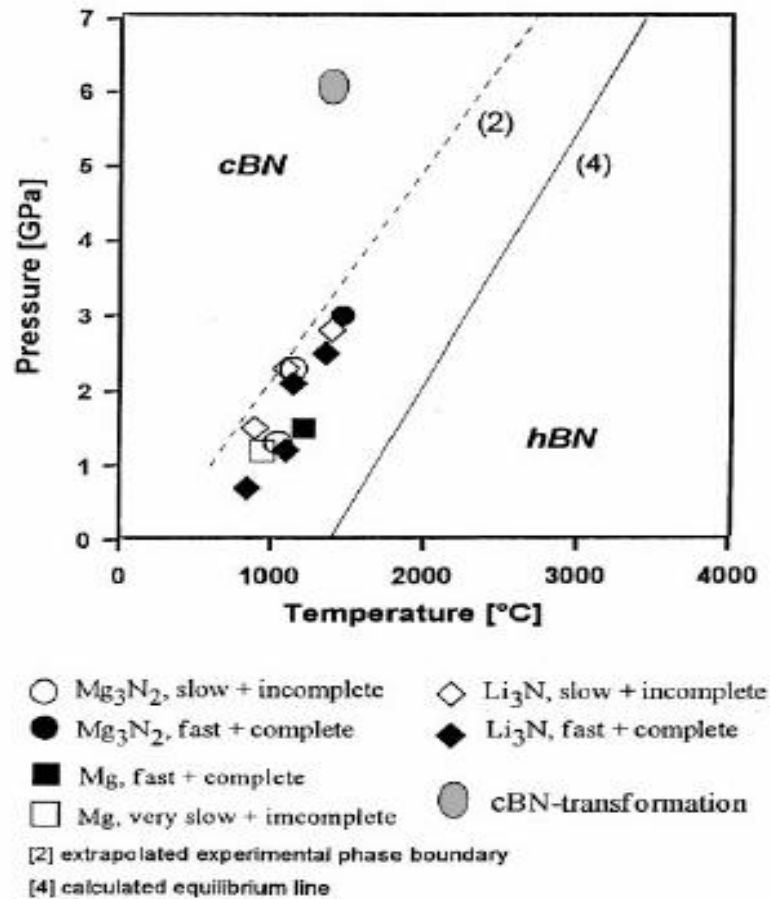 7
6
5
4
3
2
1
0
Pressure [GPa]
cBN
(2)
(4)
hBN
0 1000 2000 3000 4000
Temperature [°C]
Mg₃N₂, slow + incomplete
Mg₃N₂, fast + complete
Mg, fast + complete
Mg, very slow + imcomplete
Li₃N, slow + incomplete
Li₃N, fast + complete
cBN-transformation
[2] extrapolated experimental phase boundary
[4] calculated equilibrium line